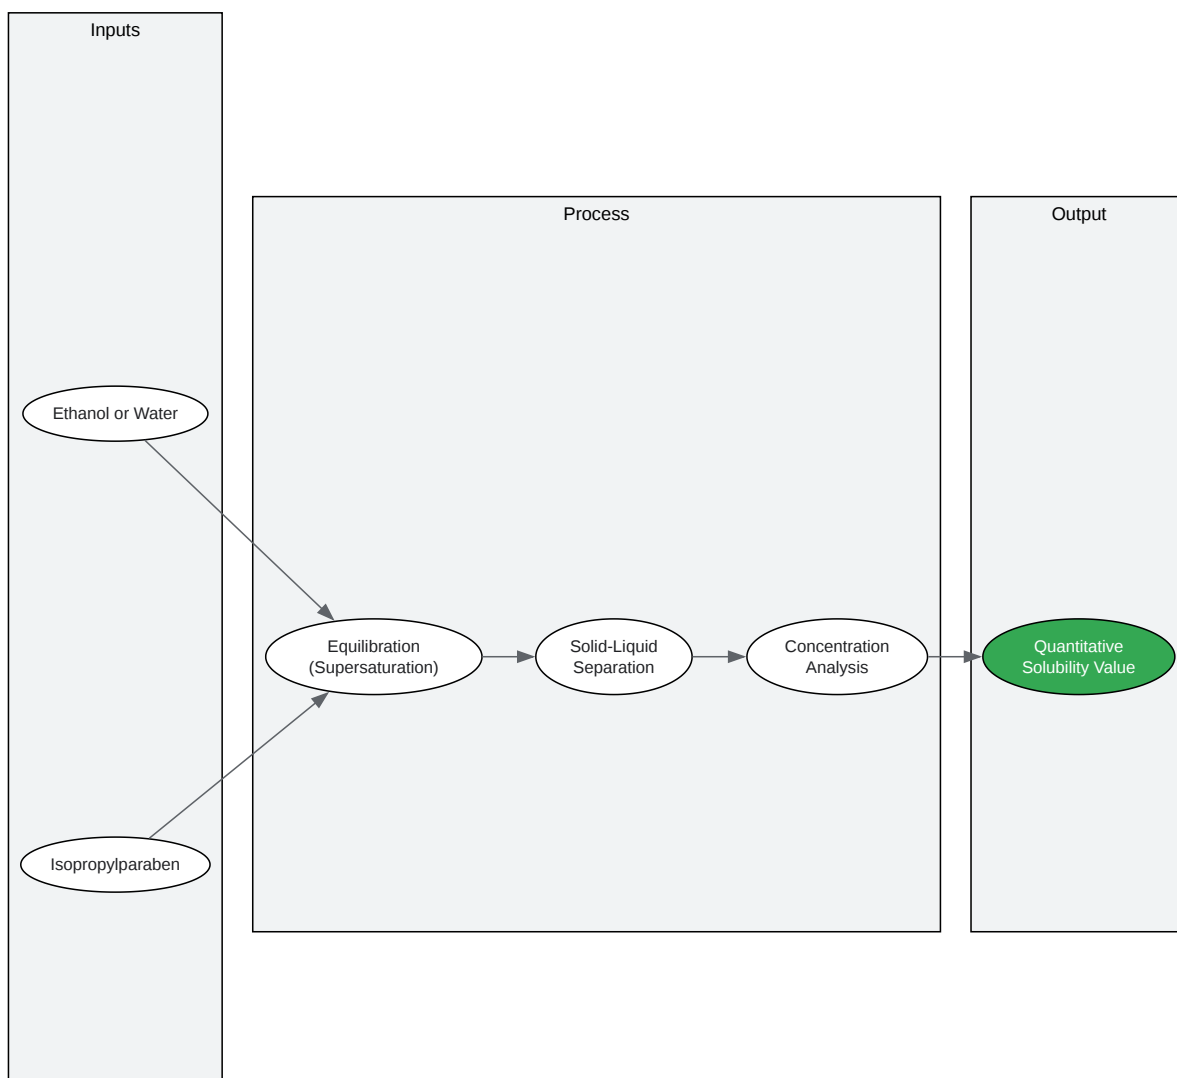 Inputs
Ethanol or Water
Isopropylparaben
Process
Equilibration
(Supersaturation)
Solid-Liquid
Separation
Concentration
Analysis
Output
Quantitative
Solubility Value